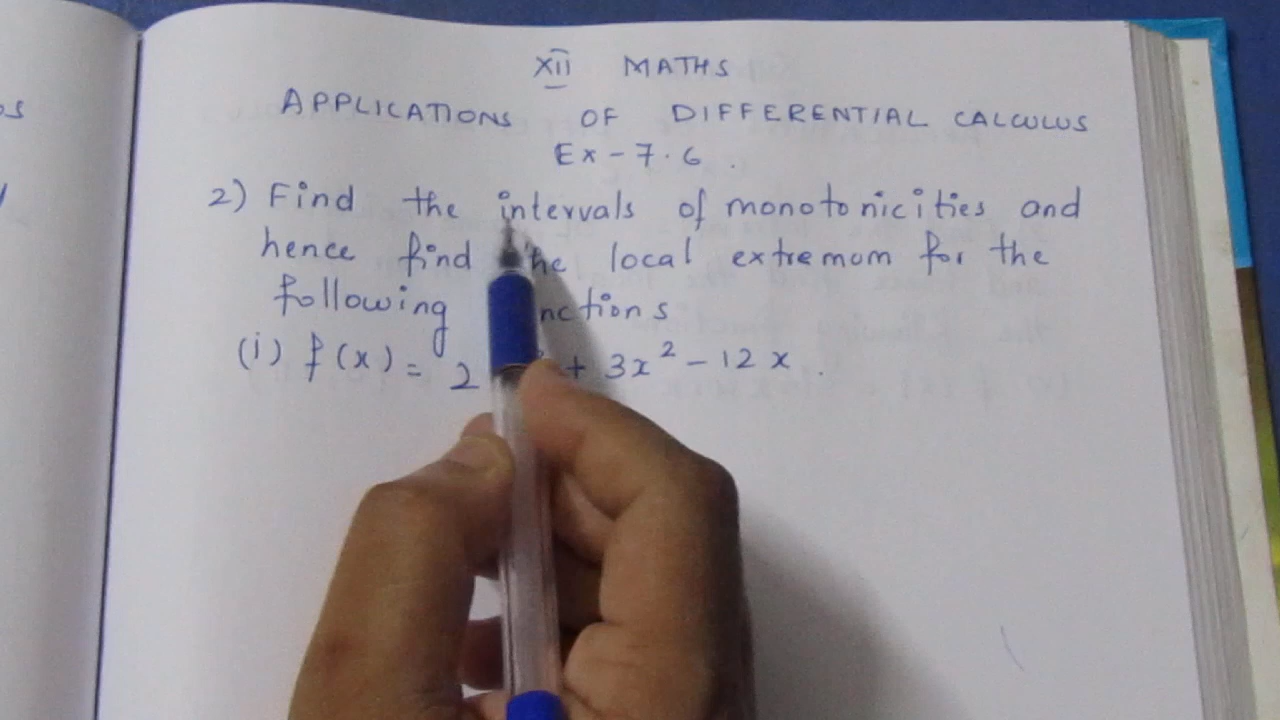 XII MATHS
APPLICATIONS OF DIFFERENTIAL CALCULUS
Ex-7.6.
2) Find the intervals of monotonicities and
hence find the local extremum for the
following nctions
(i) f(x) = 2 + 3x² - 12x.